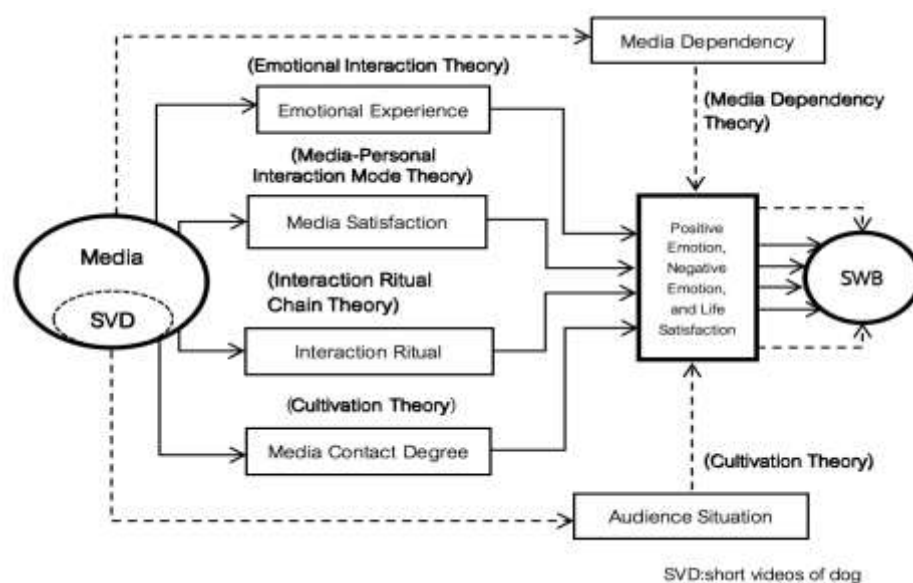 Media Dependency
(Emotional Interaction Theory)
Emotional Experience
(Media Dependency
Theory)
(Media-Personal
Interaction Mode Theory)
Media Satisfaction
Media
SVD
(Interaction Ritual
Chain Theory)
Interaction Ritual
Positive
Emotion,
Negative
Emotion,
and Life
Satisfaction
SWB
(Cultivation Theory)
Media Contact Degree
(Cultivation Theory)
Audience Situation
SVD:short videos of dog